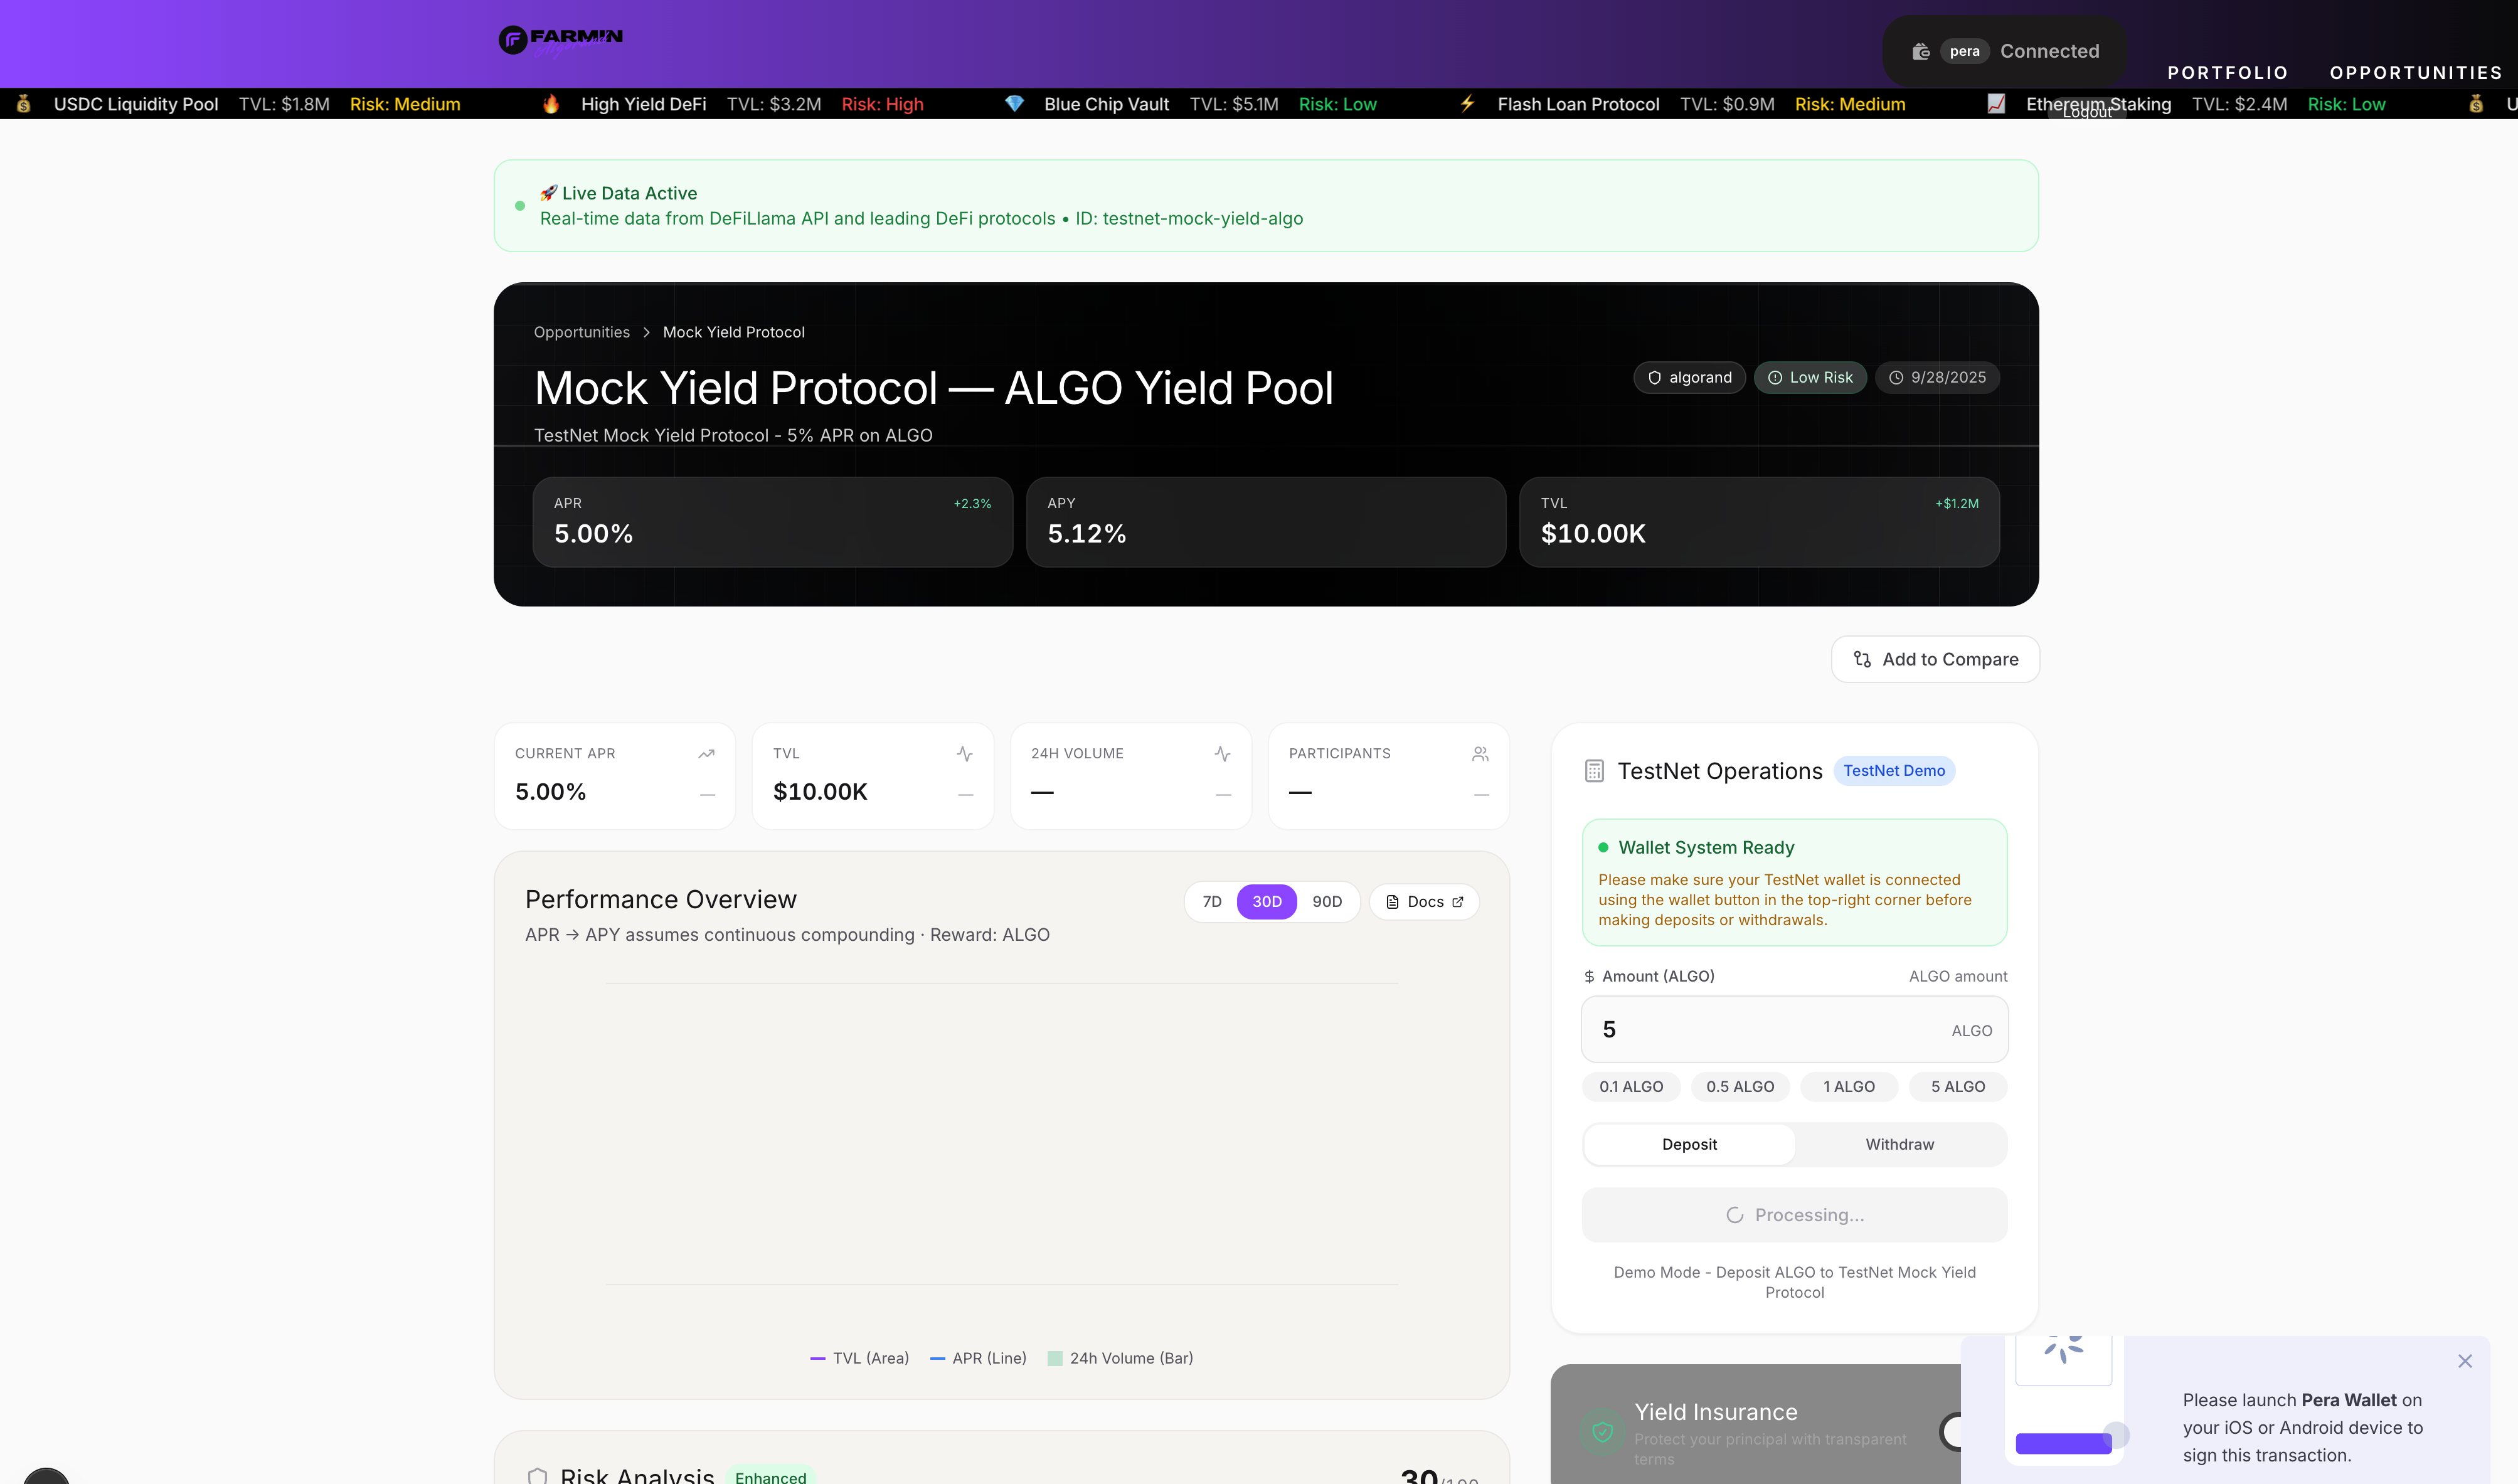 FARMIN
pera Connected
PORTFOLIO OPPORTUNITIES
💰 USDC Liquidity Pool TVL: $1.8M Risk: Medium 🔥 High Yield DeFi TVL: $3.2M Risk: High 💎 Blue Chip Vault TVL: $5.1M Risk: Low ⚡ Flash Loan Protocol TVL: $0.9M Risk: Medium 📈 Ethereum Staking TVL: $2.4M Risk: Low 💰 U
Logout
🚀 Live Data Active
Real-time data from DeFiLlama API and leading DeFi protocols • ID: testnet-mock-yield-algo
Opportunities > Mock Yield Protocol
Mock Yield Protocol — ALGO Yield Pool
algorand Low Risk 9/28/2025
TestNet Mock Yield Protocol - 5% APR on ALGO
APR +2.3%
5.00%
APY
5.12%
TVL +$1.2M
$10.00K
Add to Compare
CURRENT APR
5.00% —
TVL
$10.00K —
24H VOLUME
— —
PARTICIPANTS
— —
Performance Overview
7D 30D 90D Docs
APR → APY assumes continuous compounding · Reward: ALGO
TVL (Area) APR (Line) 24h Volume (Bar)
Risk Analysis Enhanced 30/100
TestNet Operations TestNet Demo
Wallet System Ready
Please make sure your TestNet wallet is connected
using the wallet button in the top-right corner before
making deposits or withdrawals.
$ Amount (ALGO) ALGO amount
5 ALGO
0.1 ALGO 0.5 ALGO 1 ALGO 5 ALGO
Deposit Withdraw
Processing...
Demo Mode - Deposit ALGO to TestNet Mock Yield
Protocol
Yield Insurance
Protect your principal with transparent
terms
Please launch Pera Wallet on
your iOS or Android device to
sign this transaction.